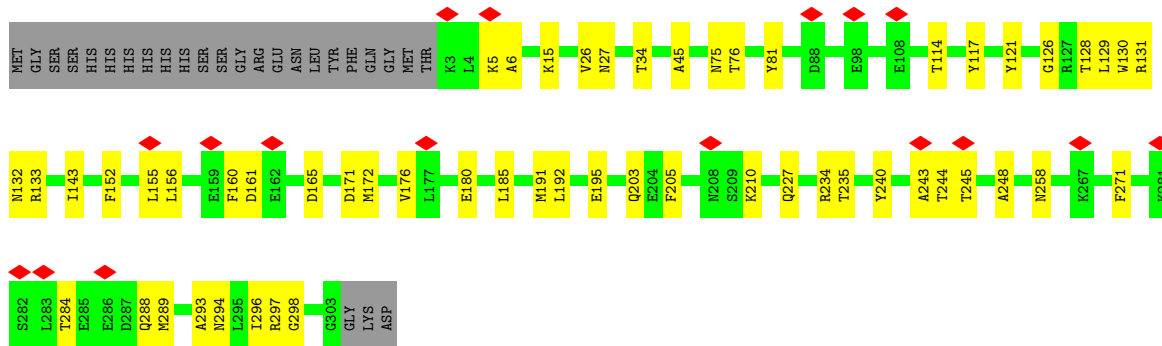 MET GLY SER SER HIS HIS HIS HIS HIS HIS SER SER GLY ARG GLU ASN LEU TYR PHE GLN GLY MET THR K3 L4 K5 A6 K15 V26 N27 T34 A45 N75 T76 Y81 D88 E98 E108 T114 Y117 Y121 G126 R127 T128 L129 W130 R131
N132 R133 I143 F152 L155 L156 E159 F160 D161 E162 D165 D171 M172 V176 L177 E180 L185 M191 L192 E195 Q203 E204 F205 N208 S209 K210 Q227 R234 T235 Y240 A243 T244 T245 A248 N258 K267 F271 K281
S282 L283 T284 E285 E286 D287 Q288 M289 A293 N294 L295 I296 R297 G298 G303 GLY LYS ASP